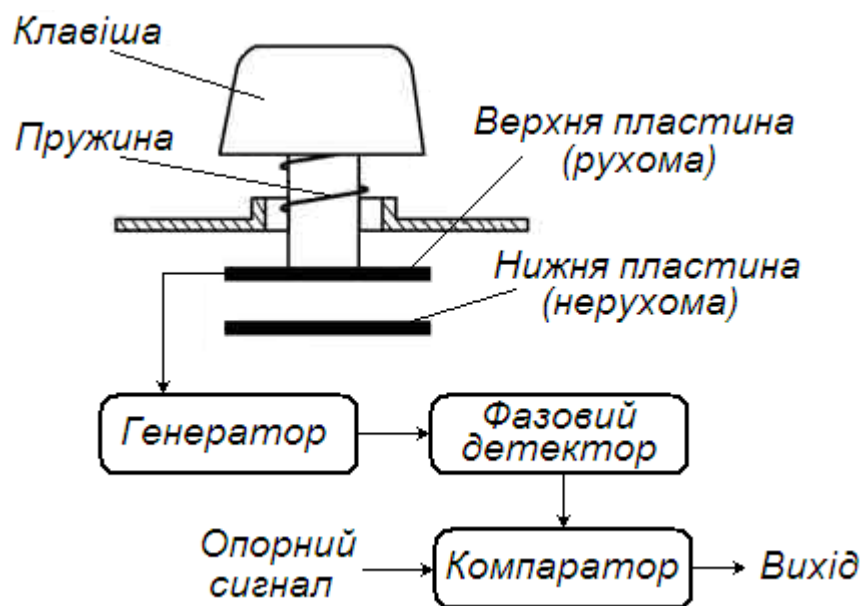 Клавіша
Пружина
Верхня пластина
(рухома)
Нижня пластина
(нерухома)
Генератор
Фазовий
детектор
Опорний
сигнал
Компаратор
Вихід